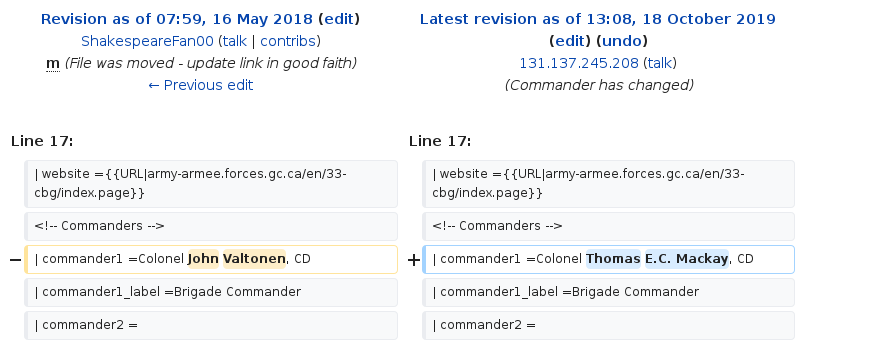 Revision as of 07:59, 16 May 2018 (edit)
ShakespeareFan00 (talk | contribs)
m (File was moved - update link in good faith)
← Previous edit
Latest revision as of 13:08, 18 October 2019
(edit) (undo)
131.137.245.208 (talk)
(Commander has changed)
Line 17:
Line 17:
| website ={{URL|army-armee.forces.gc.ca/en/33-
cbg/index.page}}
| website ={{URL|army-armee.forces.gc.ca/en/33-
cbg/index.page}}
<!-- Commanders -->
<!-- Commanders -->
− | commander1 =Colonel John Valtonen, CD
+ | commander1 =Colonel Thomas E.C. Mackay, CD
| commander1_label =Brigade Commander
| commander1_label =Brigade Commander
| commander2 =
| commander2 =